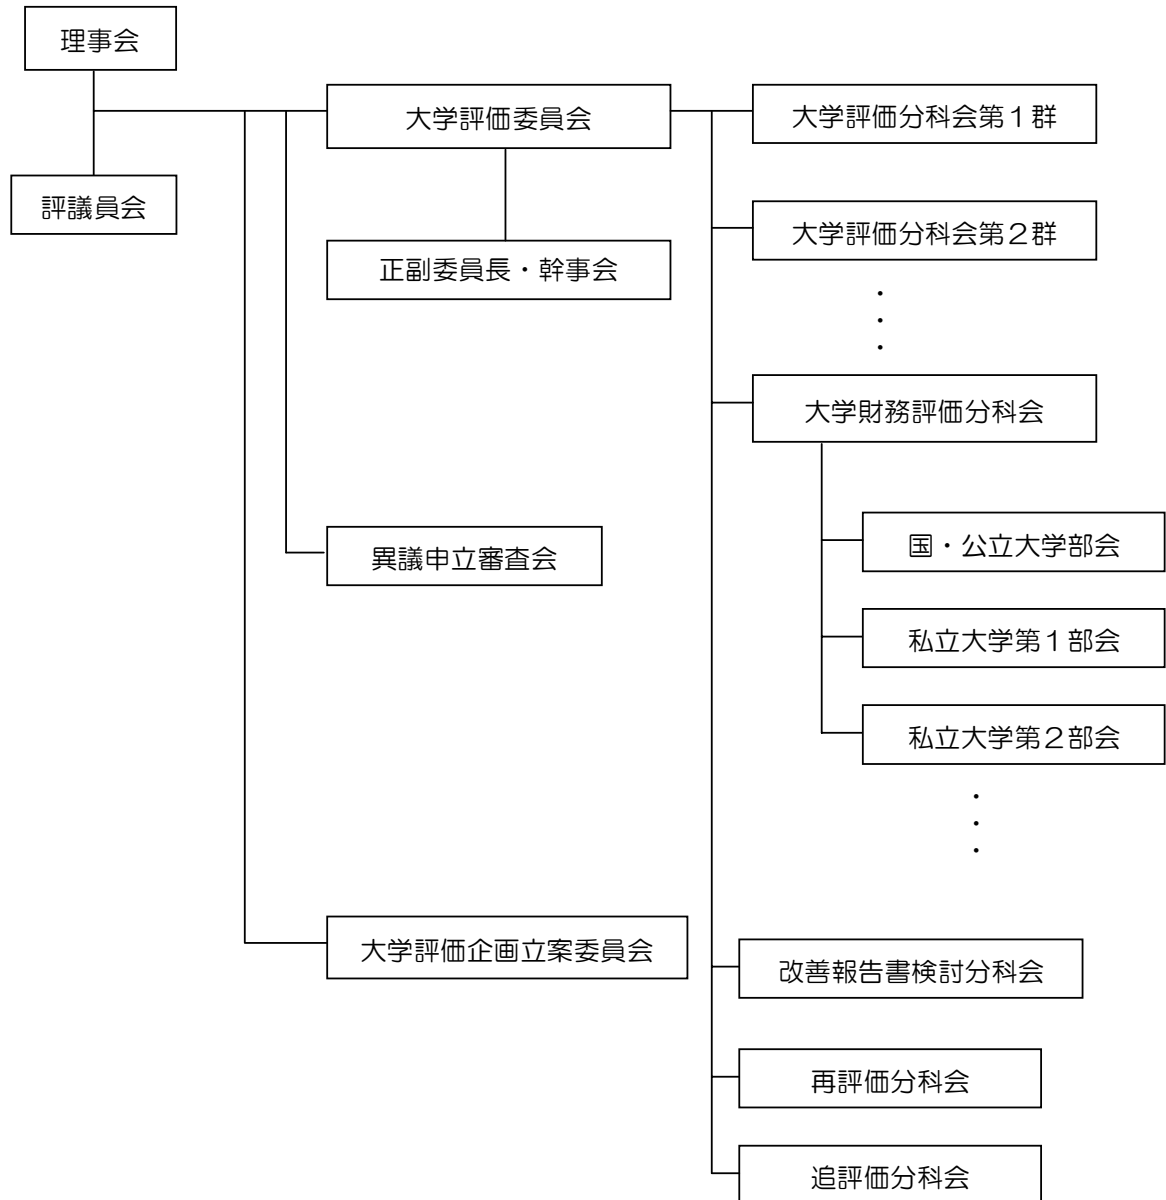 理事会
評議員会
大学評価委員会
正副委員長・幹事会
異議申立審査会
大学評価企画立案委員会
大学評価分科会第１群
大学評価分科会第２群
・
・
・
大学財務評価分科会
国・公立大学部会
私立大学第１部会
私立大学第２部会
・
・
・
改善報告書検討分科会
再評価分科会
追評価分科会